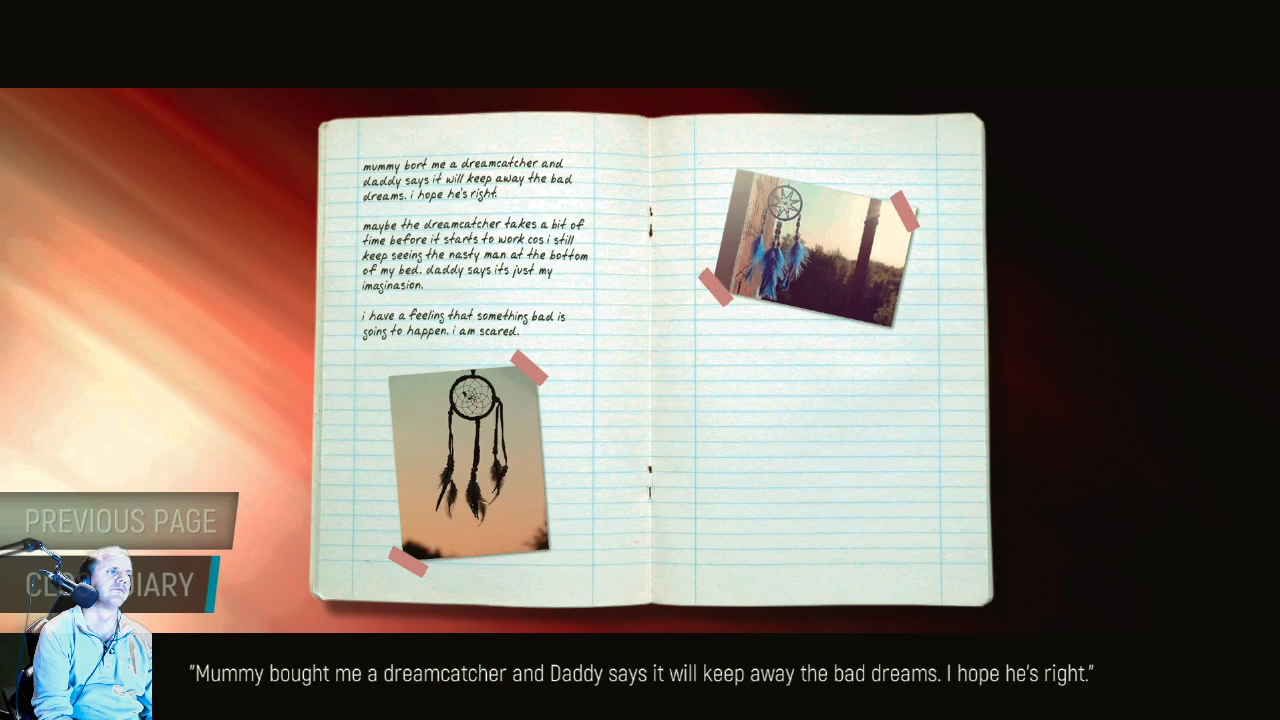 mummy bort me a dreamcatcher and
daddy says it will keep away the bad
dreams. i hope he's right.
maybe the dreamcatcher takes a bit of
time before it starts to work cos i still
keep seeing the nasty man at the bottom
of my bed. daddy says its just my
imaginasion.
i have a feeling that something bad is
going to happen. i am scared.
PREVIOUS PAGE
CLOSE DIARY
"Mummy bought me a dreamcatcher and Daddy says it will keep away the bad dreams. I hope he's right."